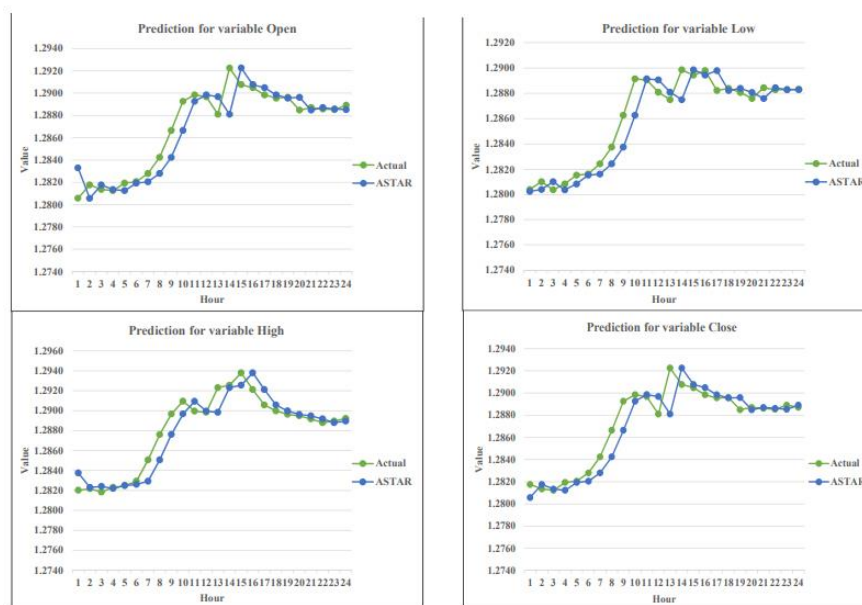 Prediction for variable Open
1.2940
1.2920
1.2900
1.2880
1.2860
1.2840
1.2820
1.2800
1.2780
1.2760
1.2740
Value
1 2 3 4 5 6 7 8 9 10 11 12 13 14 15 16 17 18 19 20 21 22 23 24
Hour
Actual
ASTAR
Prediction for variable Low
1.2920
1.2900
1.2880
1.2860
1.2840
1.2820
1.2800
1.2780
1.2760
1.2740
Value
1 2 3 4 5 6 7 8 9 10 11 12 13 14 15 16 17 18 19 20 21 22 23 24
Hour
Actual
ASTAR
Prediction for variable High
1.2960
1.2940
1.2920
1.2900
1.2880
1.2860
1.2840
1.2820
1.2800
1.2780
1.2760
1.2740
Value
1 2 3 4 5 6 7 8 9 10 11 12 13 14 15 16 17 18 19 20 21 22 23 24
Hour
Actual
ASTAR
Prediction for variable Close
1.2940
1.2920
1.2900
1.2880
1.2860
1.2840
1.2820
1.2800
1.2780
1.2760
1.2740
Value
1 2 3 4 5 6 7 8 9 10 11 12 13 14 15 16 17 18 19 20 21 22 23 24
Hour
Actual
ASTAR